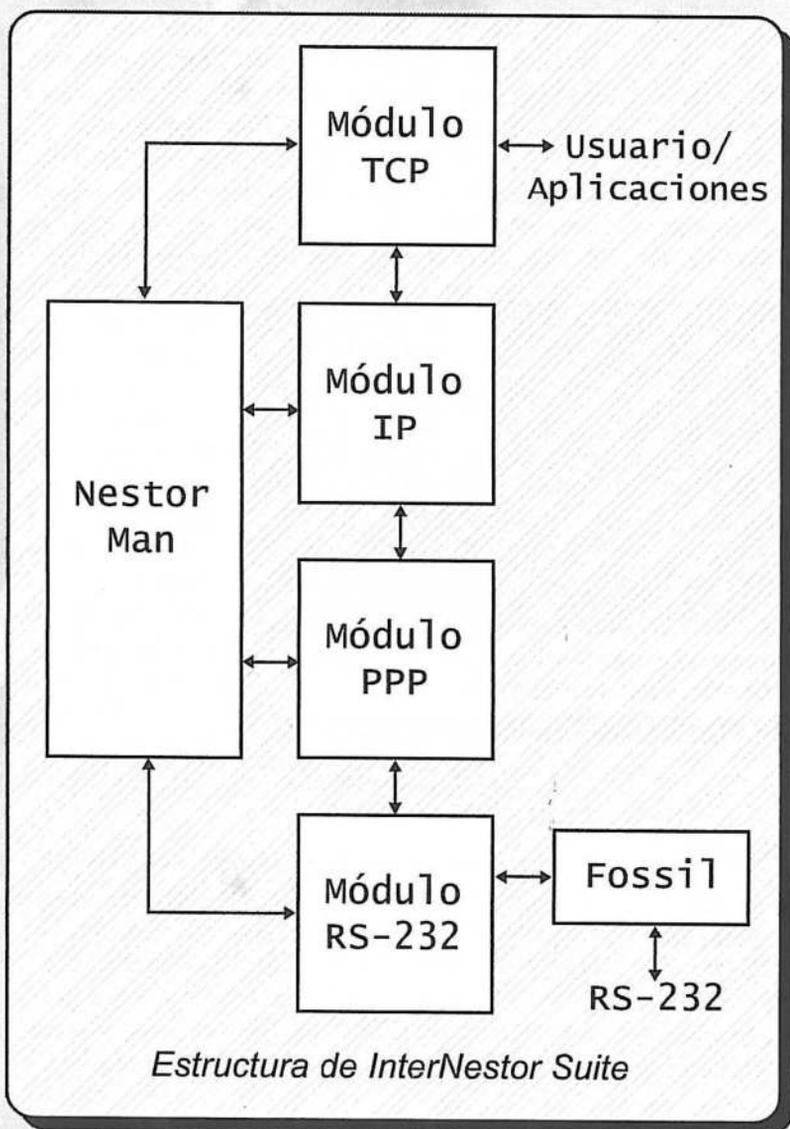 Módulo
TCP
Usuario/
Aplicaciones
Módulo
IP
Nestor
Man
Módulo
PPP
Módulo
RS-232
Fossil
RS-232
Estructura de InterNestor Suite